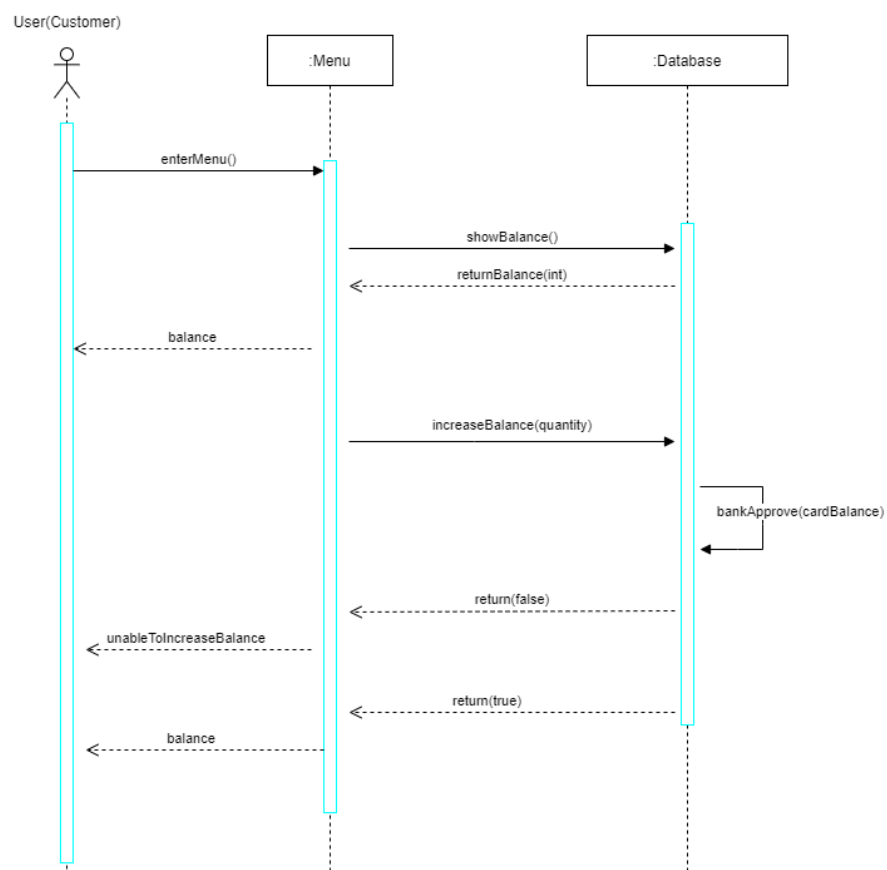 User(Customer)
:Menu
:Database
enterMenu()
showBalance()
returnBalance(int)
balance
increaseBalance(quantity)
bankApprove(cardBalance)
return(false)
unableToIncreaseBalance
return(true)
balance